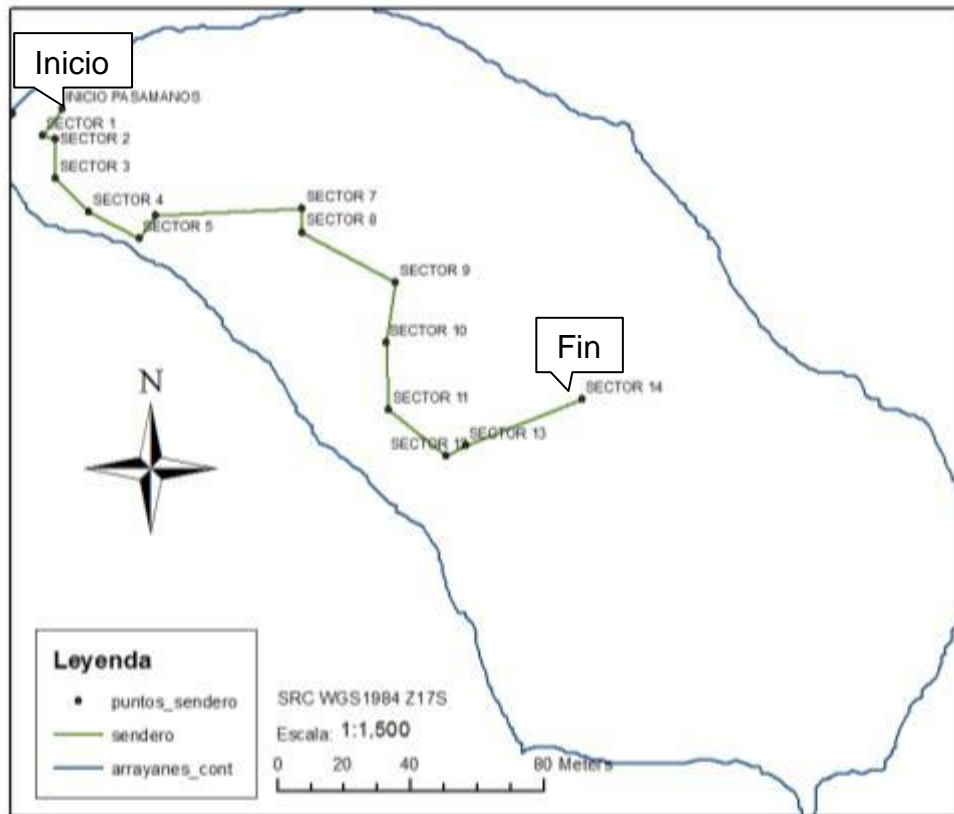 Inicio
INICIO PASAMANOS
SECTOR 1
SECTOR 2
SECTOR 3
SECTOR 4
SECTOR 5
SECTOR 7
SECTOR 8
SECTOR 9
SECTOR 10
Fin
SECTOR 14
SECTOR 11
SECTOR 13
SECTOR 12
N
Leyenda
puntos_sendero
sendero
arrayanes_cont
SRC WGS1984 Z17S
Escala: 1:1,500
0 20 40 80 Meters